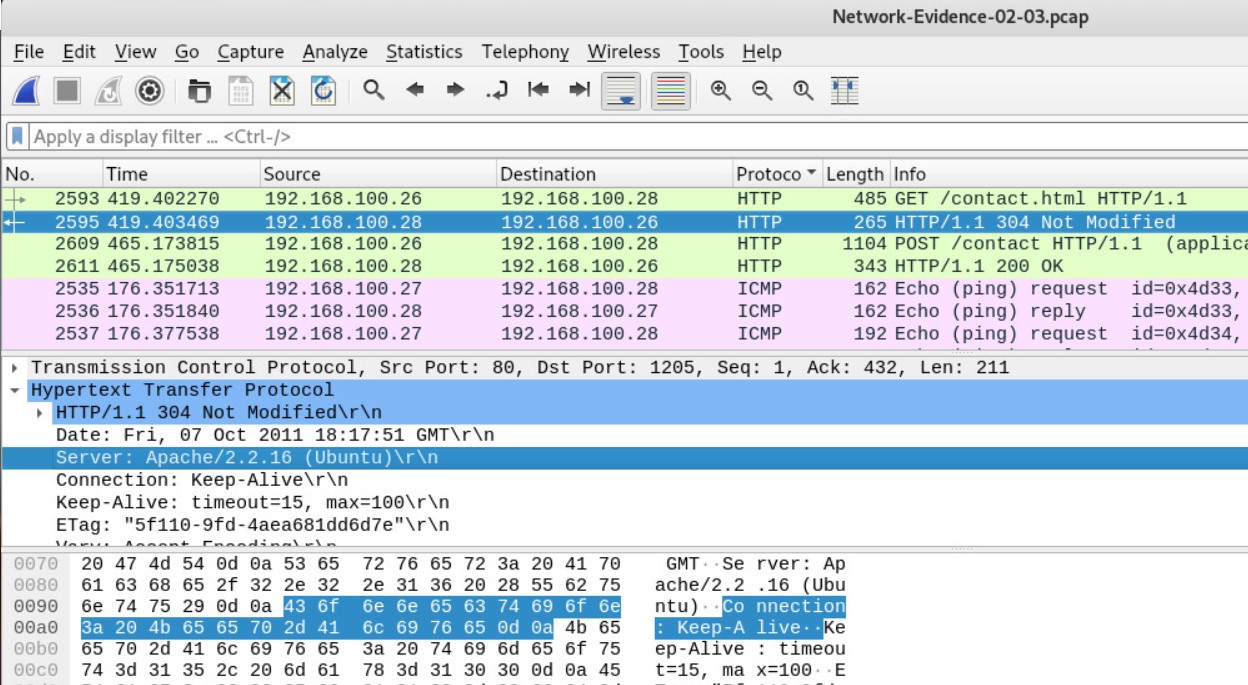 Network-Evidence-02-03.pcap
File Edit View Go Capture Analyze Statistics Telephony Wireless Tools Help
Apply a display filter ... <Ctrl-/>
No. Time Source Destination Protoco Length Info
2593 419.402270 192.168.100.26 192.168.100.28 HTTP 485 GET /contact.html HTTP/1.1
2595 419.403469 192.168.100.28 192.168.100.26 HTTP 265 HTTP/1.1 304 Not Modified
2609 465.173815 192.168.100.26 192.168.100.28 HTTP 1104 POST /contact HTTP/1.1 (applica
2611 465.175038 192.168.100.28 192.168.100.26 HTTP 343 HTTP/1.1 200 OK
2535 176.351713 192.168.100.27 192.168.100.28 ICMP 162 Echo (ping) request id=0x4d33,
2536 176.351840 192.168.100.28 192.168.100.27 ICMP 162 Echo (ping) reply id=0x4d33,
2537 176.377538 192.168.100.27 192.168.100.28 ICMP 192 Echo (ping) request id=0x4d34,
Transmission Control Protocol, Src Port: 80, Dst Port: 1205, Seq: 1, Ack: 432, Len: 211
Hypertext Transfer Protocol
HTTP/1.1 304 Not Modified\r\n
Date: Fri, 07 Oct 2011 18:17:51 GMT\r\n
Server: Apache/2.2.16 (Ubuntu)\r\n
Connection: Keep-Alive\r\n
Keep-Alive: timeout=15, max=100\r\n
ETag: "5f110-9fd-4aea681dd6d7e"\r\n
Vary: Accept-Encoding\r\n
0070 20 47 4d 54 0d 0a 53 65 72 76 65 72 3a 20 41 70 GMT··Se rver: Ap
0080 61 63 68 65 2f 32 2e 32 2e 31 36 20 28 55 62 75 ache/2.2 .16 (Ubu
0090 6e 74 75 29 0d 0a 43 6f 6e 6e 65 63 74 69 6f 6e ntu)··Co nnection
00a0 3a 20 4b 65 65 70 2d 41 6c 69 76 65 0d 0a 4b 65 : Keep-A live··Ke
00b0 65 70 2d 41 6c 69 76 65 3a 20 74 69 6d 65 6f 75 ep-Alive : timeou
00c0 74 3d 31 35 2c 20 6d 61 78 3d 31 30 30 0d 0a 45 t=15, ma x=100··E